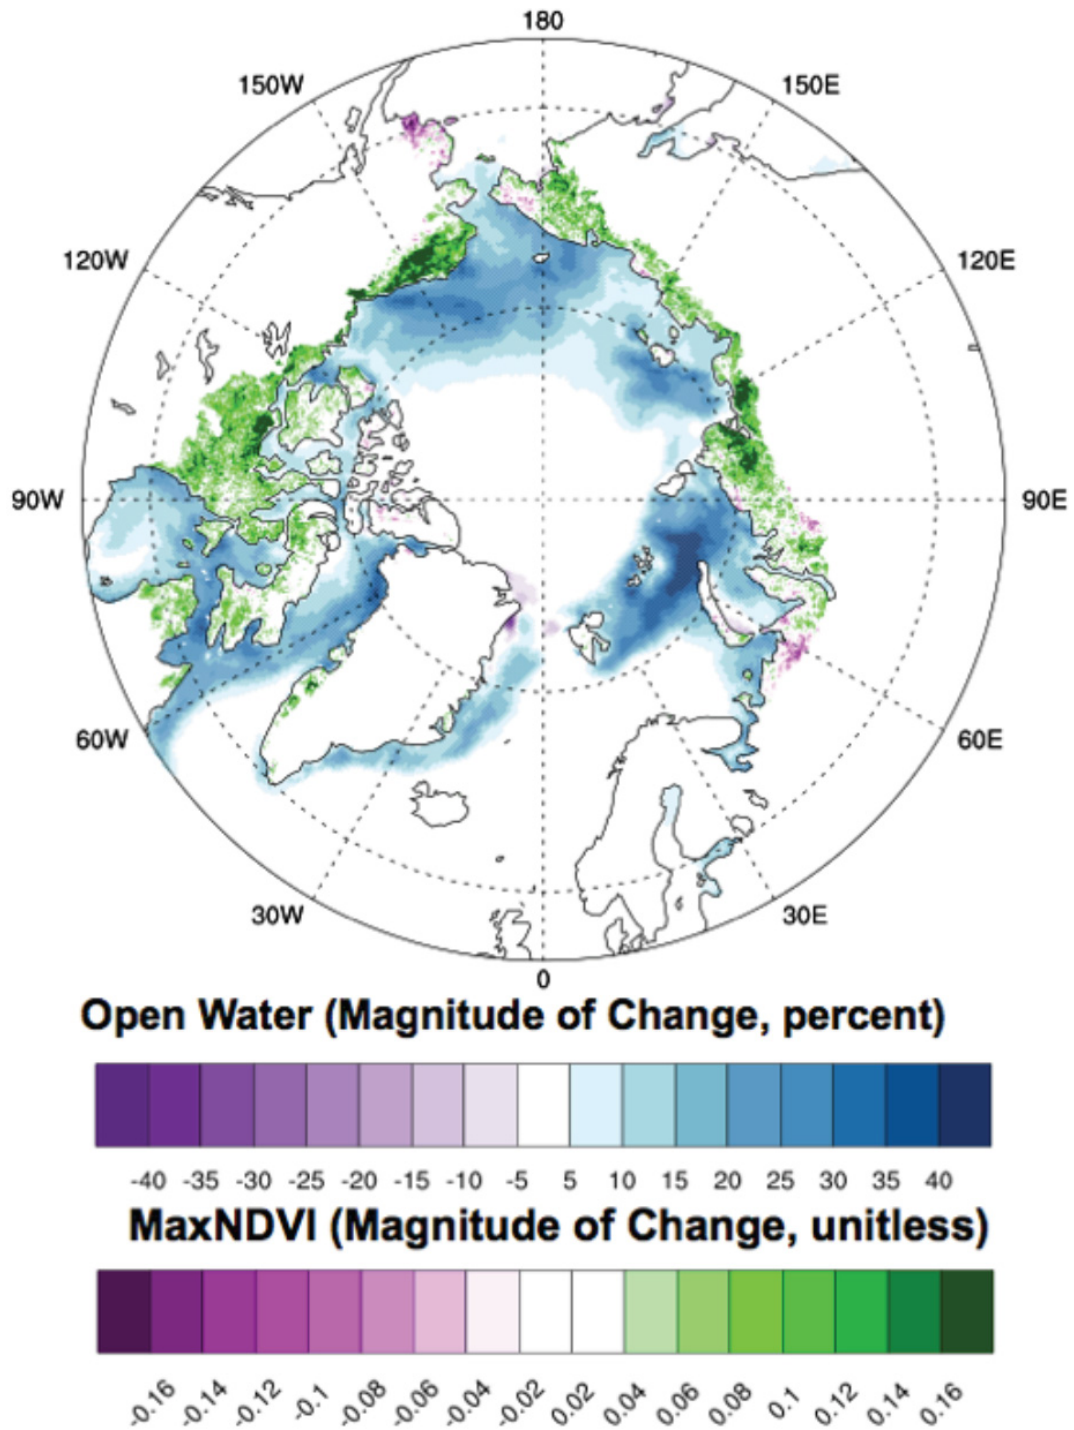 180
150W 150E
120W 120E
90W 90E
60W 60E
30W 30E
0
Open Water (Magnitude of Change, percent)
-40 -35 -30 -25 -20 -15 -10 -5 5 10 15 20 25 30 35 40
MaxNDVI (Magnitude of Change, unitless)
-0.16 -0.14 -0.12 -0.1 -0.08 -0.06 -0.04 -0.02 0.02 0.04 0.06 0.08 0.1 0.12 0.14 0.16